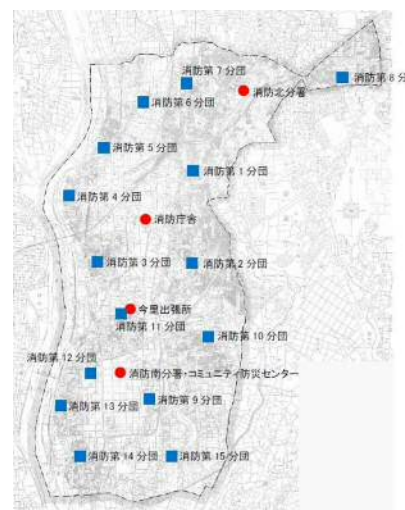 消防第７分団
消防第８分
消防北分署
消防第６分団
消防第５分団
消防第１分団
消防第４分団
消防庁舎
消防第３分団
消防第２分団
今里出張所
消防第11分団
消防第10分団
消防第12分団
消防南分署・コミュニティ防災センター
消防第13分団
消防第９分団
消防第14分団
消防第15分団